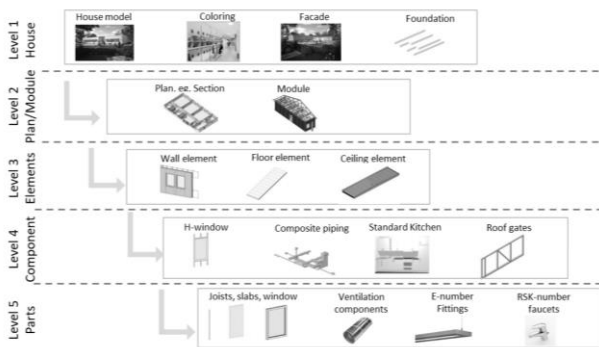 Level 1
House
House model
Coloring
Facade
Foundation
Level 2
Plan/Module
Plan, eg. Section
Module
Level 3
Elements
Wall element
Floor element
Ceiling element
Level 4
Component
H-window
Composite piping
Standard Kitchen
Roof gates
Level 5
Parts
Joists, slabs, window
Ventilation
components
E-number
Fittings
RSK-number
faucets